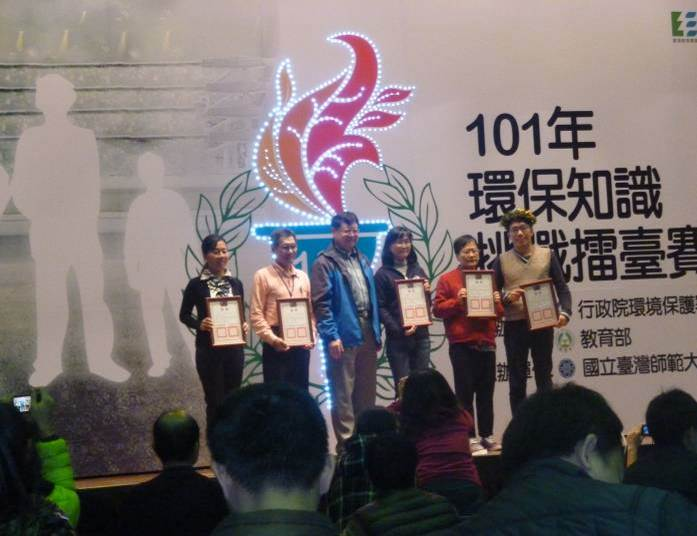 101年
環保知識
挑戰擂臺賽
行政院環境保護
教育部
國立臺灣師範大